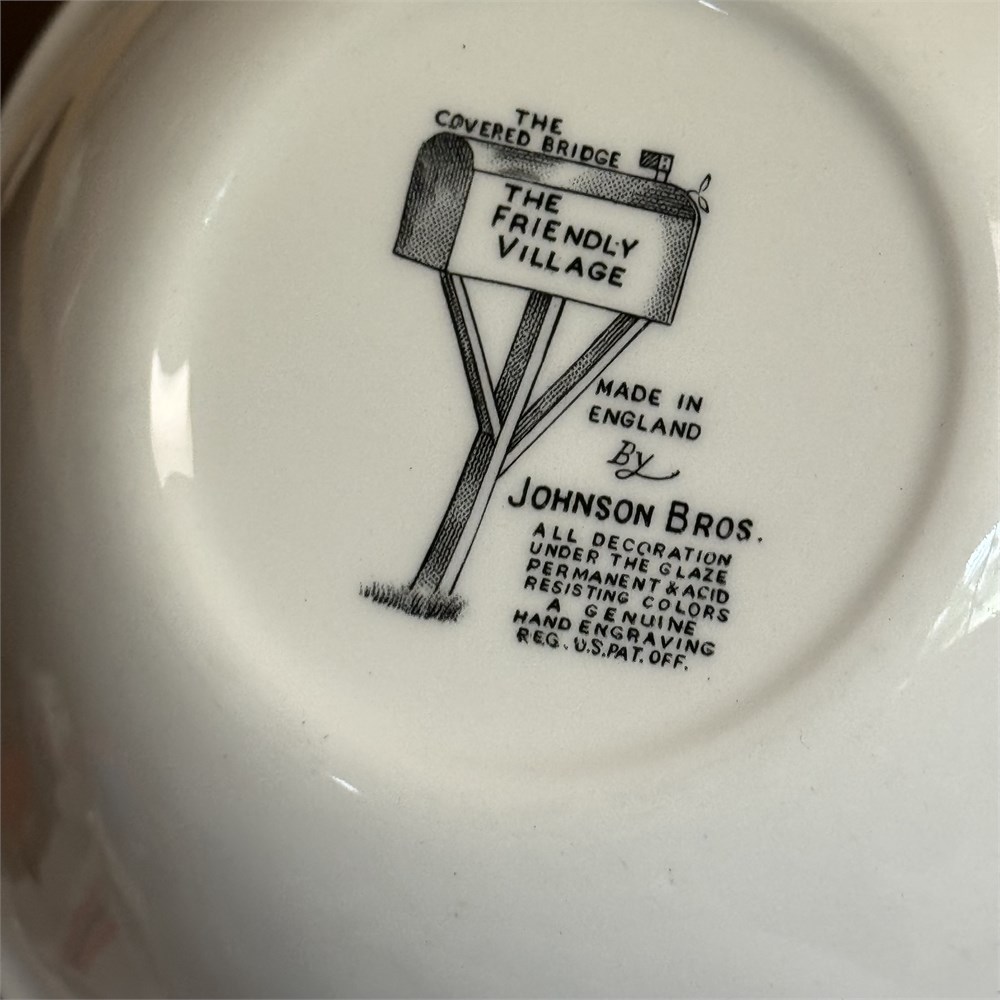 THE
COVERED BRIDGE
THE
FRIENDLY
VILLAGE
MADE IN
ENGLAND
By
JOHNSON BROS.
ALL DECORATION
UNDER THE GLAZE
PERMANENT & ACID
RESISTING COLORS
A GENUINE
HAND ENGRAVING
REG. U.S.PAT. OFF.